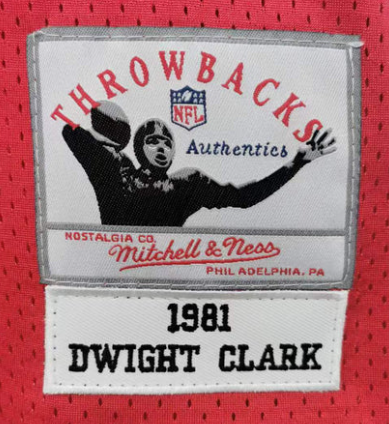 THROWBACKS
NFL
Authentics
NOSTALGIA CO.
Mitchell & Ness
PHILADELPHIA, PA
1981
DWIGHT CLARK